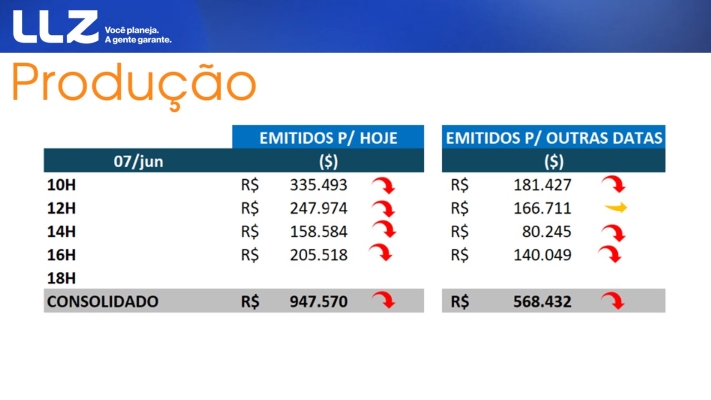 LLZ Você planeja.
A gente garante.
Produção
EMITIDOS P/ HOJE EMITIDOS P/ OUTRAS DATAS
07/jun ($) ($)
10H R$ 335.493 R$ 181.427
12H R$ 247.974 R$ 166.711
14H R$ 158.584 R$ 80.245
16H R$ 205.518 R$ 140.049
18H
CONSOLIDADO R$ 947.570 R$ 568.432